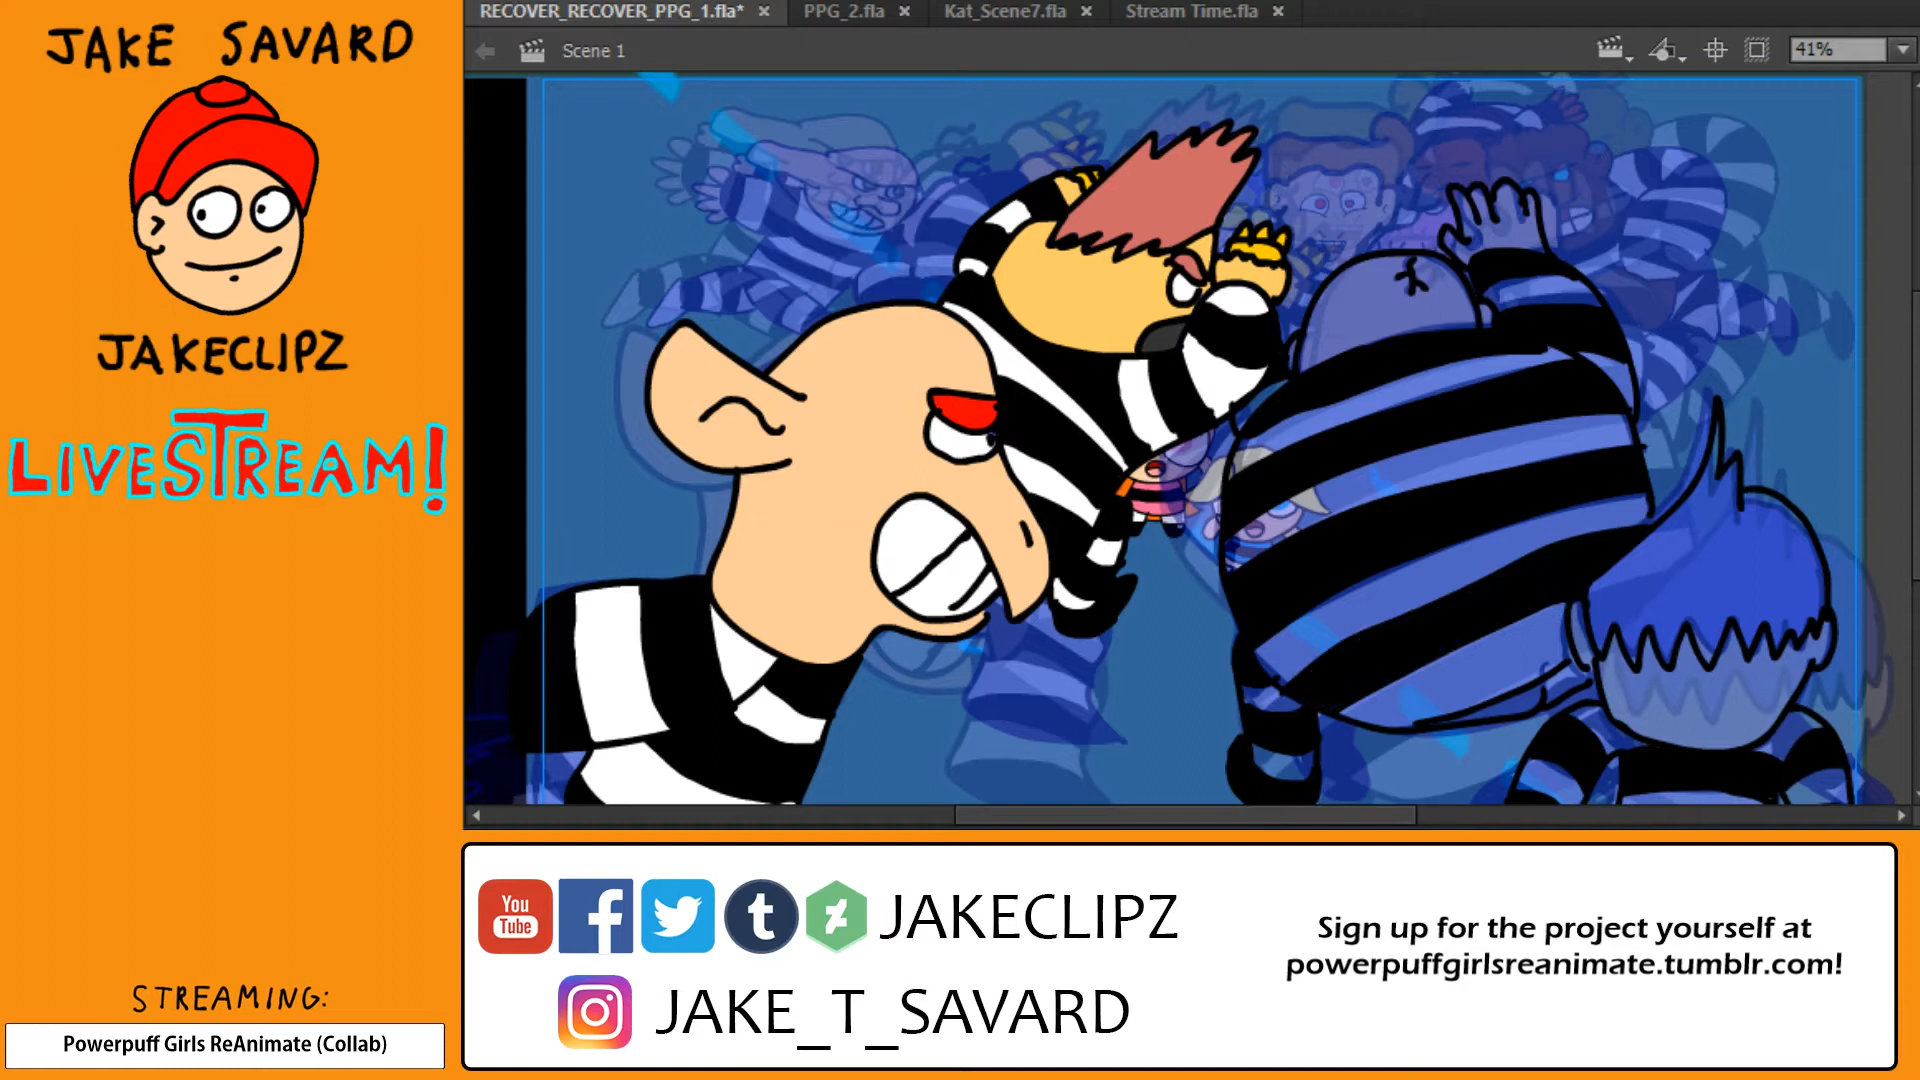 JAKE SAVARD
JAKECLIPZ
LIVESTREAM!
STREAMING:
Powerpuff Girls ReAnimate (Collab)
RECOVER_RECOVER_PPG_1.fla* × PPG_2.fla × Kat_Scene7.fla × Stream Time.fla ×
Scene 1
41%
You
Tube
f
t
JAKECLIPZ
JAKE_T_SAVARD
Sign up for the project yourself at
powerpuffgirlsreanimate.tumblr.com!